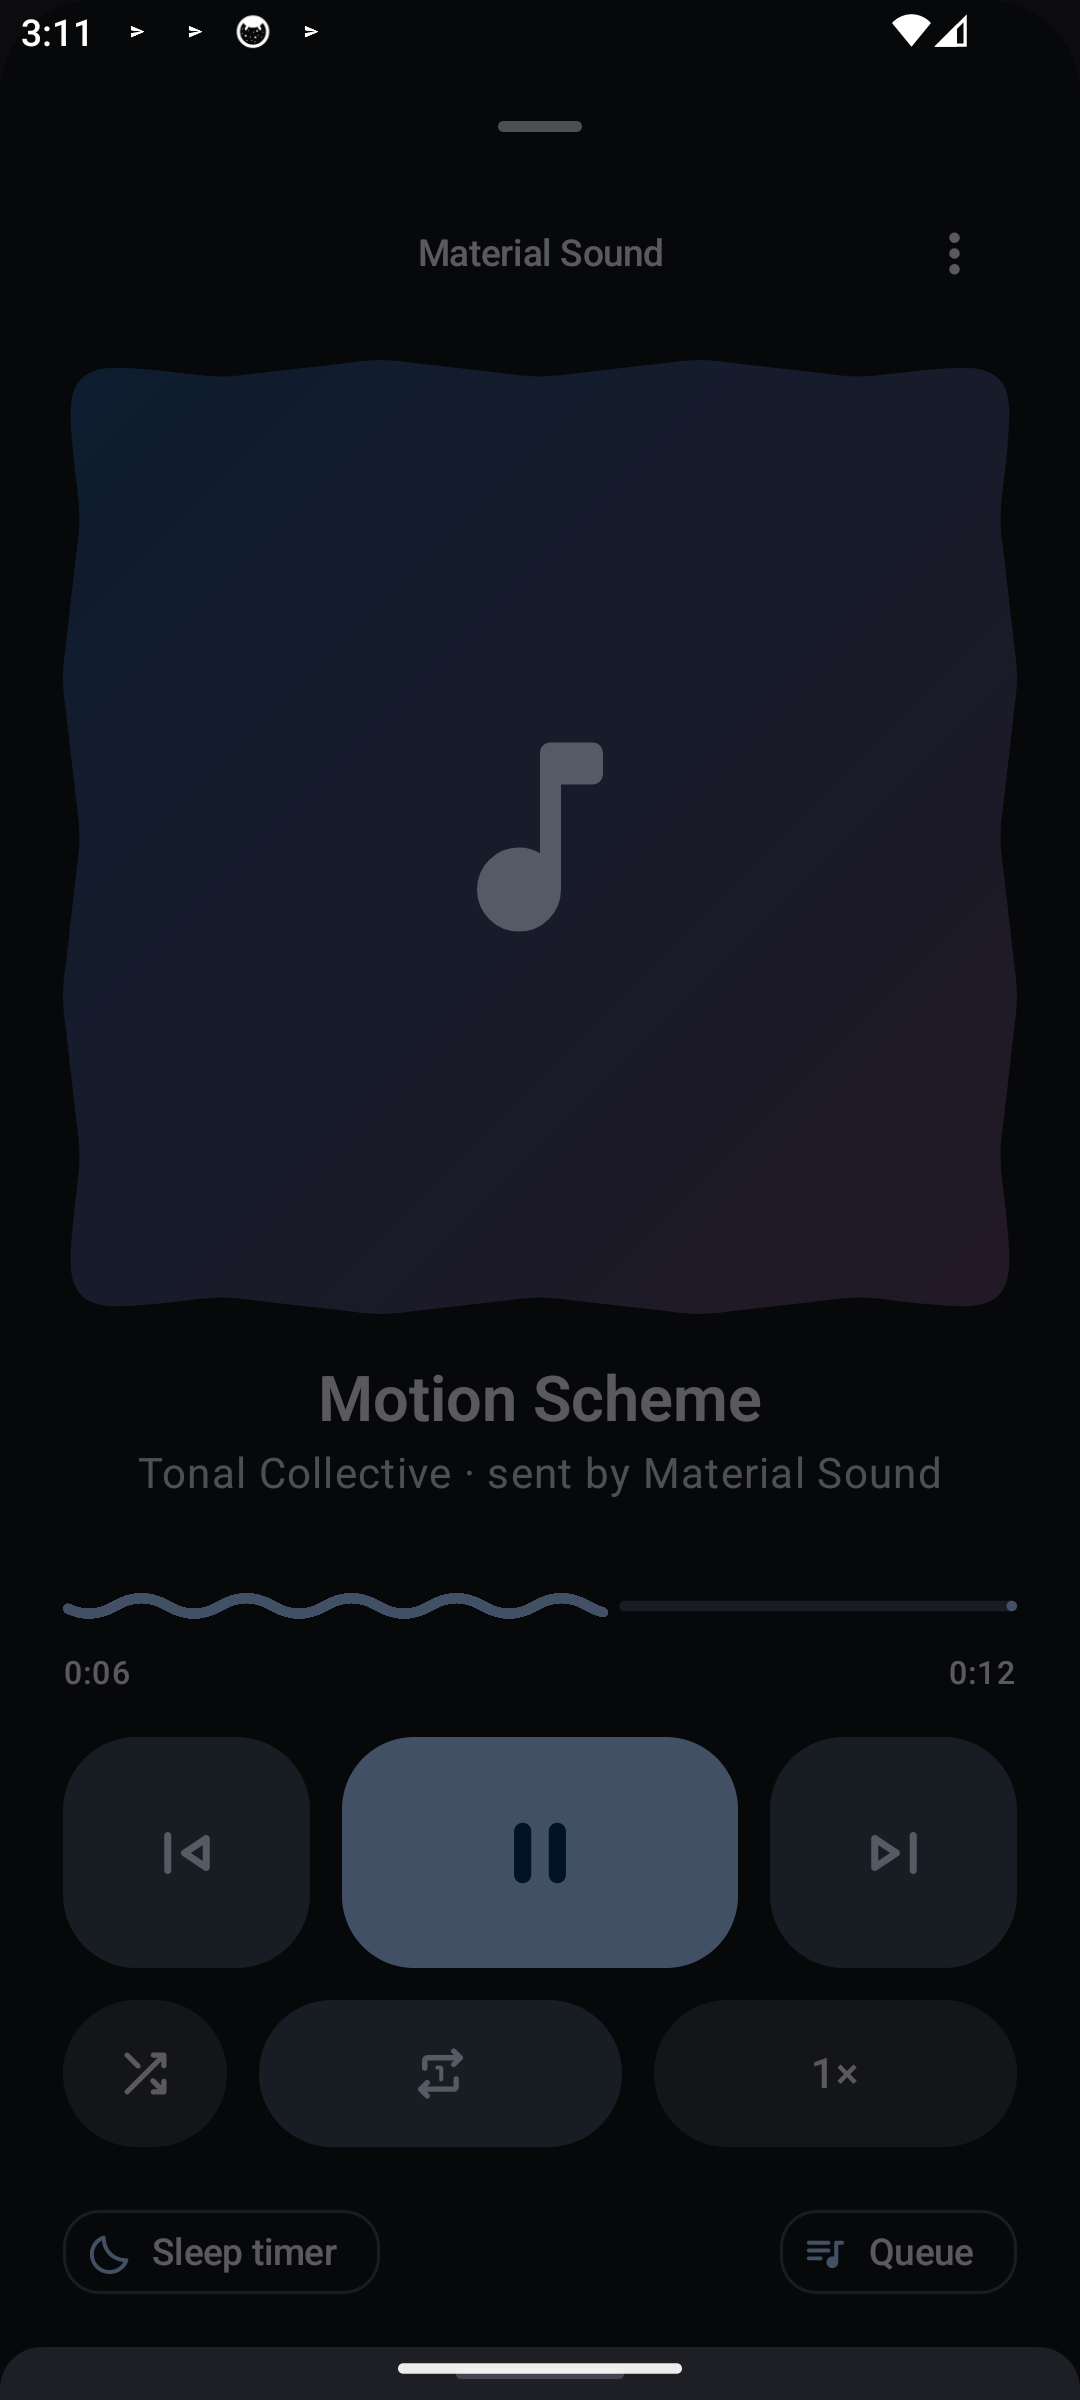 3:11
Material Sound
Motion Scheme
Tonal Collective · sent by Material Sound
0:06
0:12
1
1×
Sleep timer
Queue